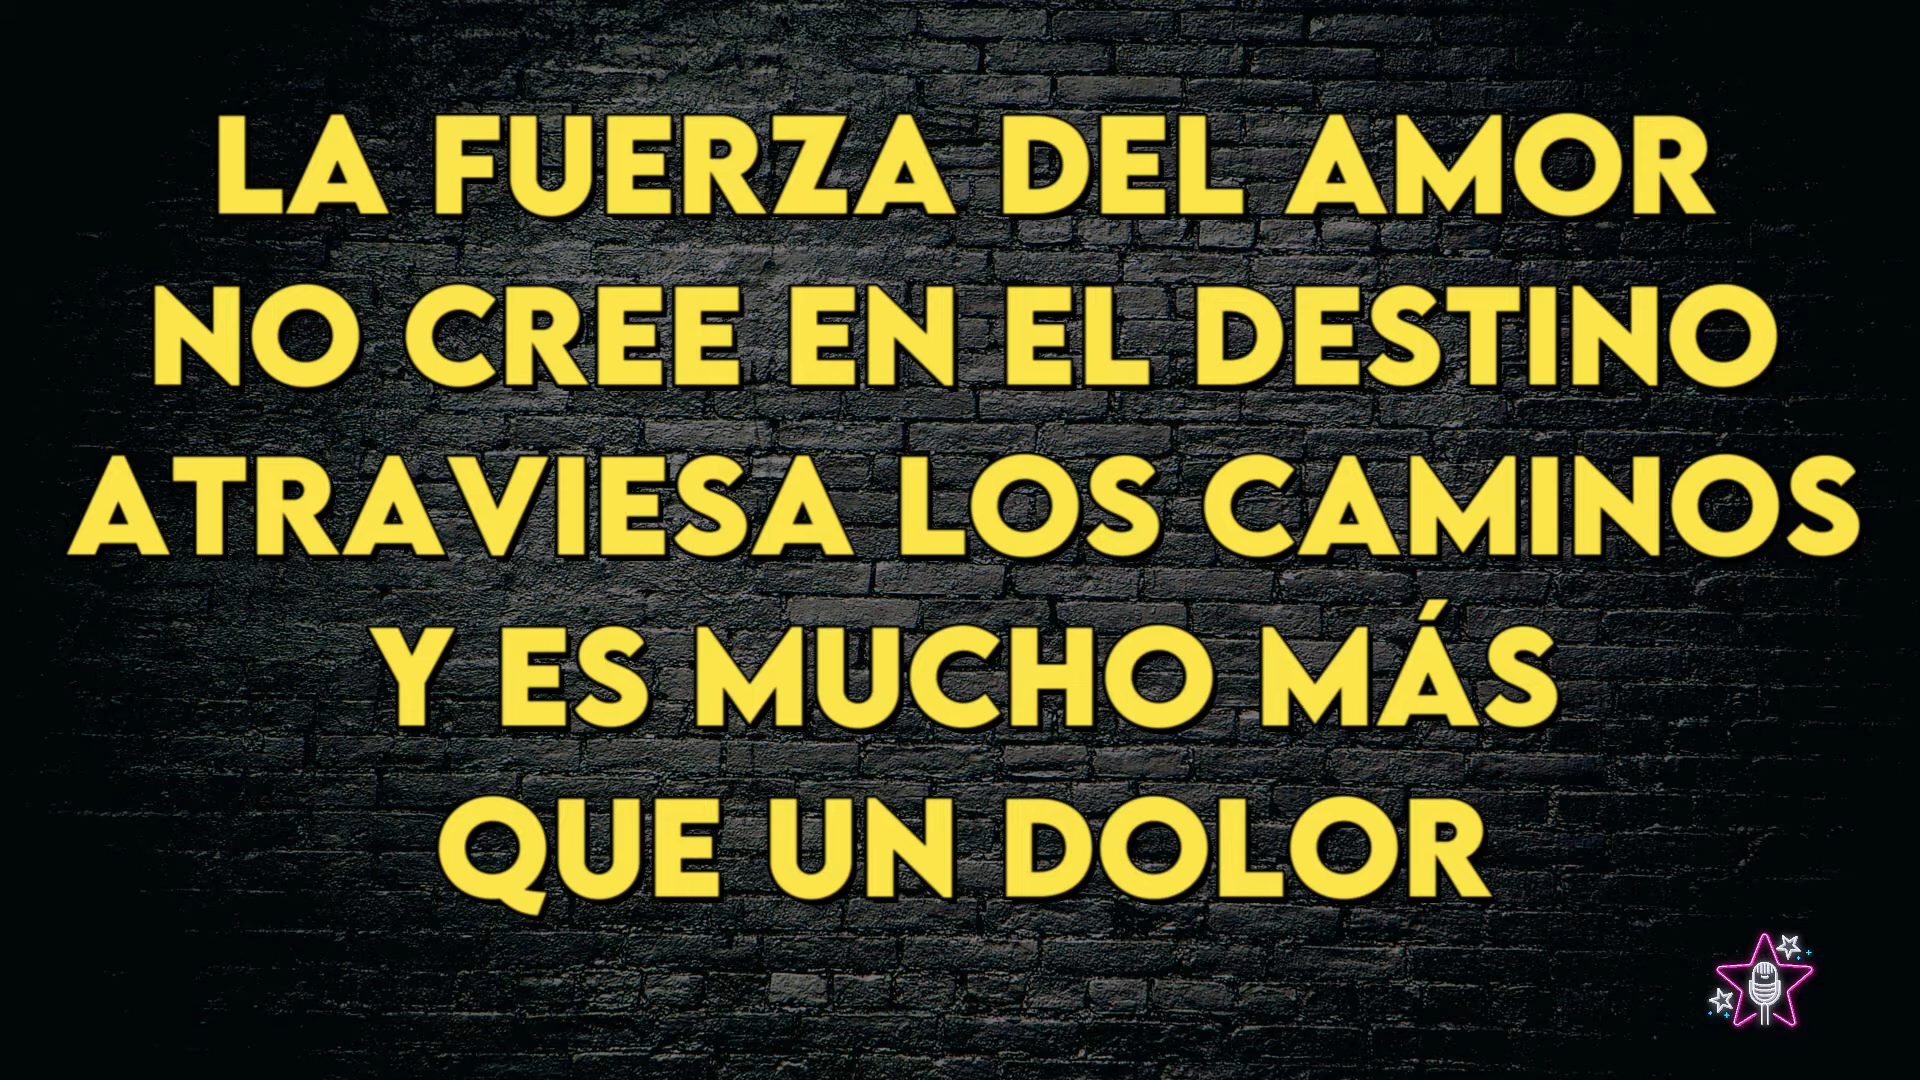 LA FUERZA DEL AMOR
NO CREE EN EL DESTINO
ATRAVIESA LOS CAMINOS
Y ES MUCHO MÁS
QUE UN DOLOR